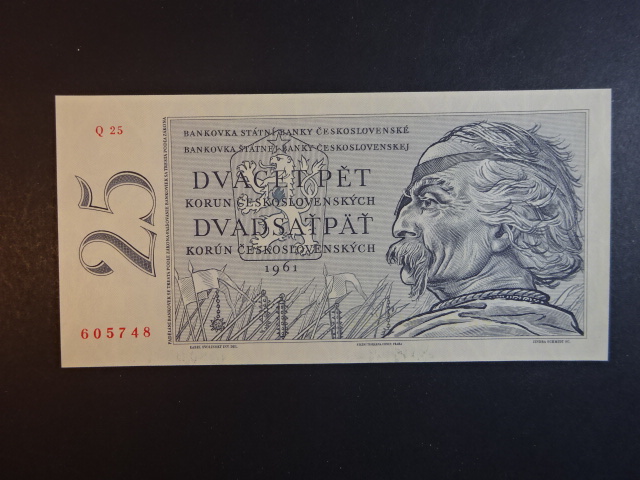 Q 25
25
605748
BANKOVKA STÁTNÍ BANKY ČESKOSLOVENSKÉ
BANKOVKA ŠTÁTNEJ BANKY ČESKOSLOVENSKEJ
DVACET PĚT
KORUN ČESKOSLOVENSKÝCH
DVADSAŤPÄŤ
KORÚN ČESKOSLOVENSKÝCH
1961